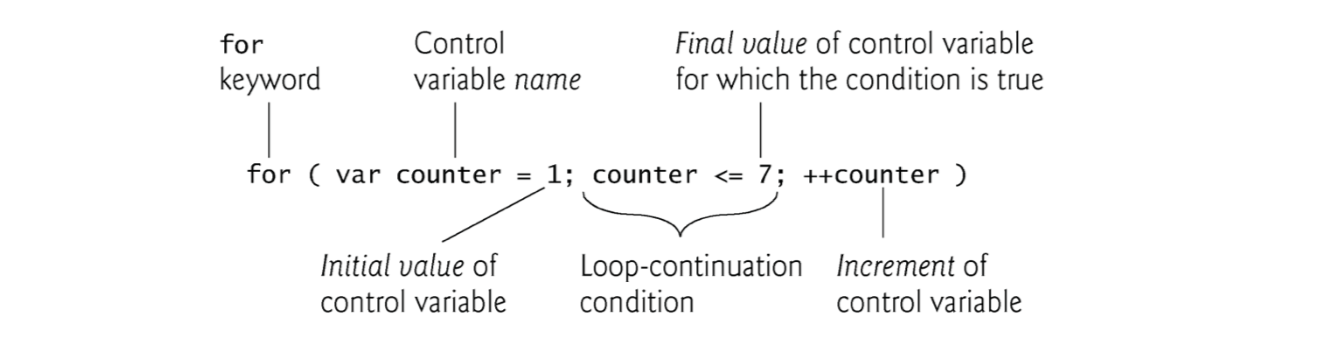 for
keyword
Control
variable name
Final value of control variable
for which the condition is true
for ( var counter = 1; counter <= 7; ++counter )
Initial value of
control variable
Loop-continuation
condition
Increment of
control variable